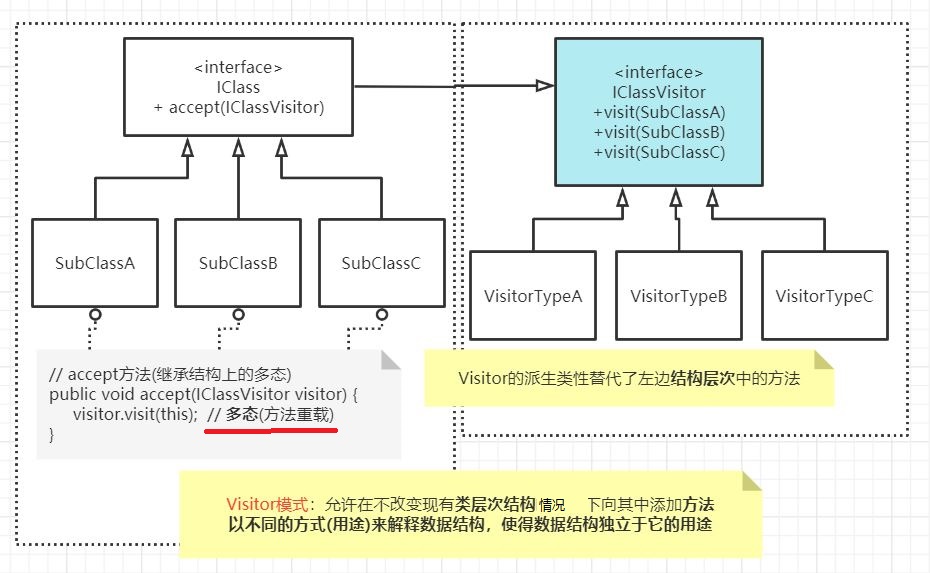 <interface>
IClass
+ accept(IClassVisitor)
<interface>
IClassVisitor
+visit(SubClassA)
+visit(SubClassB)
+visit(SubClassC)
SubClassA
SubClassB
SubClassC
VisitorTypeA
VisitorTypeB
VisitorTypeC
// accept方法(继承结构上的多态)
public void accept(IClassVisitor visitor) {
visitor.visit(this); // 多态(方法重载)
}
Visitor的派生类性替代了左边结构层次中的方法
Visitor模式：允许在不改变现有类层次结构 情况 下向其中添加方法
以不同的方式(用途)来解释数据结构，使得数据结构独立于它的用途